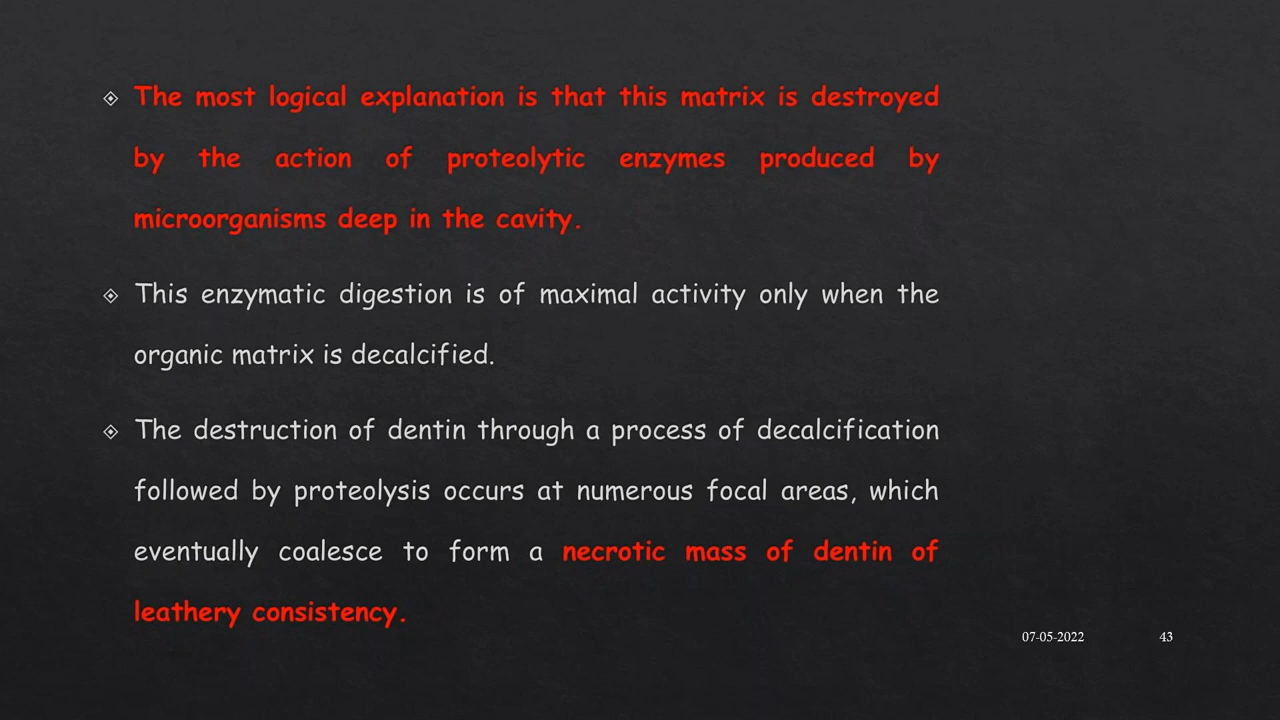 The most logical explanation is that this matrix is destroyed
by the action of proteolytic enzymes produced by
microorganisms deep in the cavity.
This enzymatic digestion is of maximal activity only when the
organic matrix is decalcified.
The destruction of dentin through a process of decalcification
followed by proteolysis occurs at numerous focal areas, which
eventually coalesce to form a necrotic mass of dentin of
leathery consistency.
07-05-2022 43